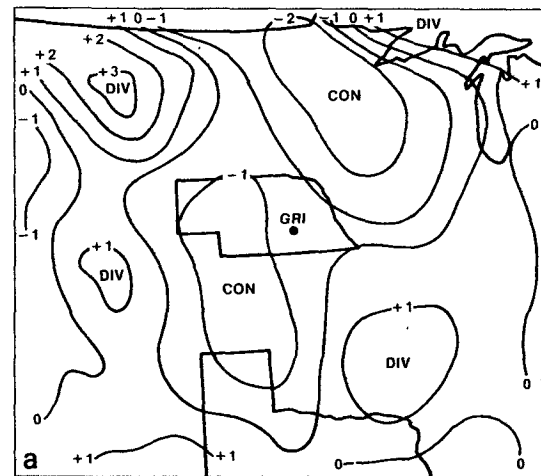 +1 0 -1 -2 -1 0 +1 DIV
+2
+1 +2 +3
0 DIV CON +1
-1 0
-1
GRI
-1
+1
DIV CON
+1
DIV
0
0
+1 +1 0 0
a